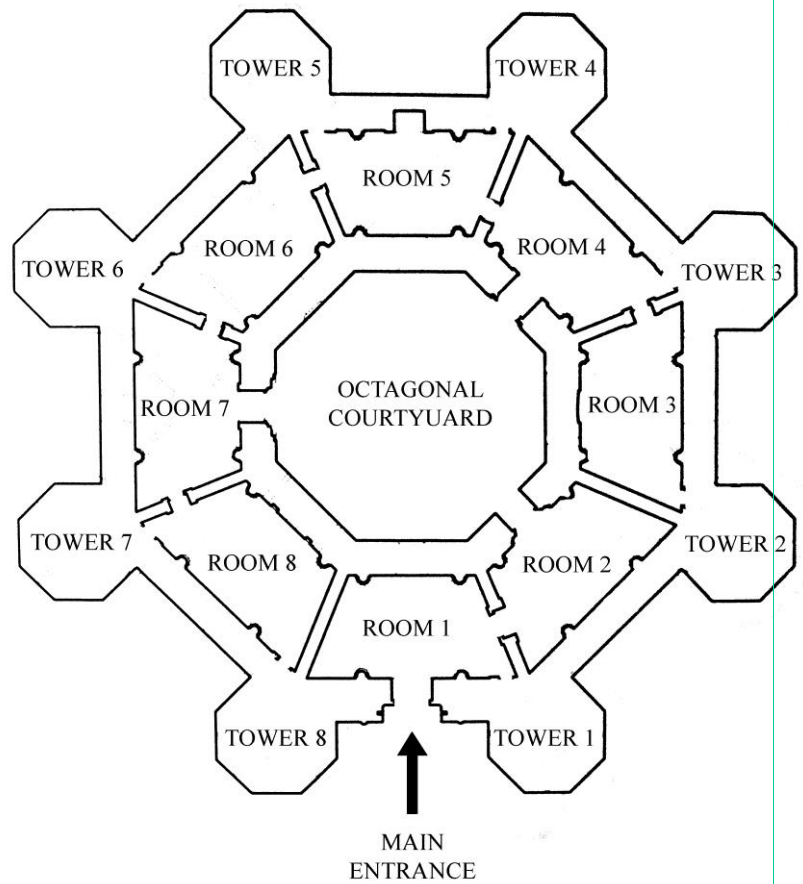 TOWER 5
TOWER 4
ROOM 5
ROOM 6
ROOM 4
TOWER 6
TOWER 3
OCTAGONAL
COURTYUARD
ROOM 7
ROOM 3
TOWER 7
TOWER 2
ROOM 8
ROOM 2
ROOM 1
TOWER 8
TOWER 1
MAIN
ENTRANCE